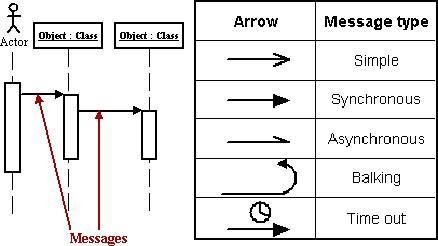 Actor
Object : Class
Object : Class
Messages
Arrow Message type
Simple
Synchronous
Asynchronous
Balking
Time out